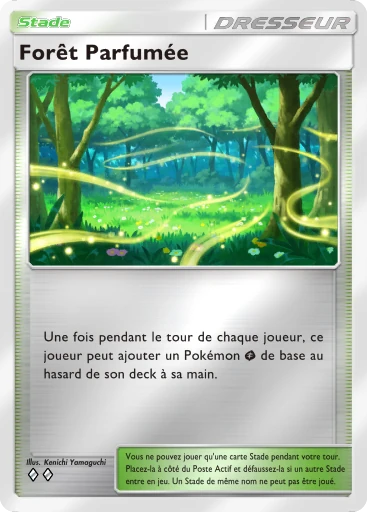 Stade
DRESSEUR
Forêt Parfumée
Une fois pendant le tour de chaque joueur, ce
joueur peut ajouter un Pokémon de base au
hasard de son deck à sa main.
Illus. Kenichi Yamaguchi
Vous ne pouvez jouer qu'une carte Stade pendant votre tour.
Placez-la à côté du Poste Actif et défaussez-la si un autre Stade
entre en jeu. Un Stade de même nom ne peut pas être joué.